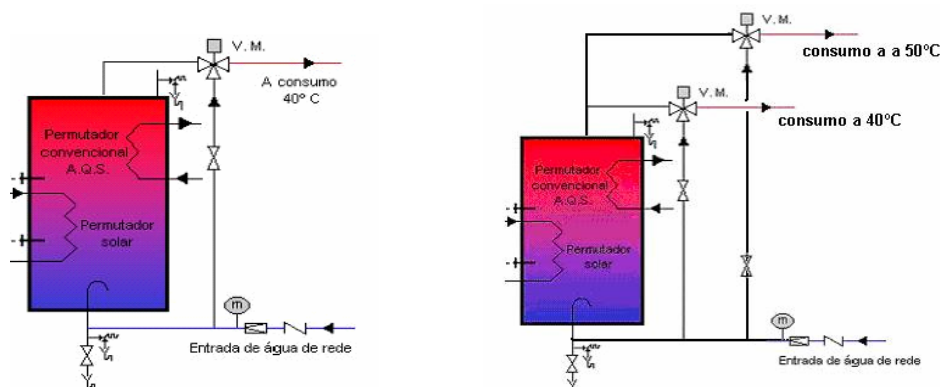 V. M.
A consumo
40° C
Permutador
convencional
A.Q.S.
Permutador
solar
m
Entrada de água de rede
V. M.
consumo a a 50°C
V. M.
consumo a 40°C
Permutador
convencional
A.Q.S.
Permutador
solar
m
Entrada de água de rede